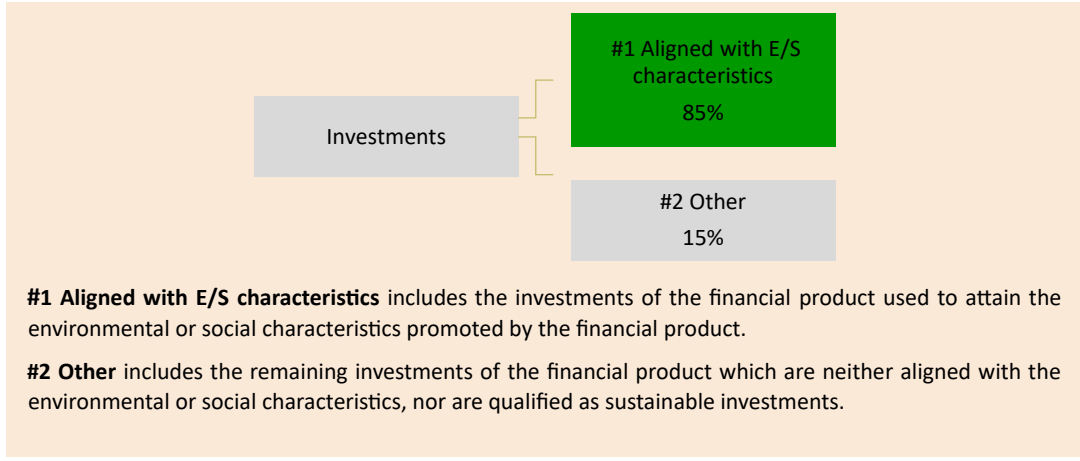 #1 Aligned with E/S
characteristics
85%
Investments
#2 Other
15%
#1 Aligned with E/S characteristics includes the investments of the financial product used to attain the
environmental or social characteristics promoted by the financial product.
#2 Other includes the remaining investments of the financial product which are neither aligned with the
environmental or social characteristics, nor are qualified as sustainable investments.